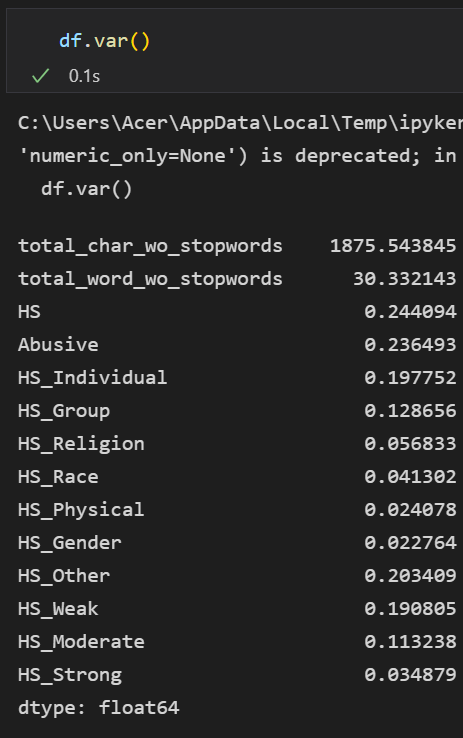 df.var()
0.1s
C:\Users\Acer\AppData\Local\Temp\ipyker
'numeric_only=None') is deprecated; in
df.var()
total_char_wo_stopwords 1875.543845
total_word_wo_stopwords 30.332143
HS 0.244094
Abusive 0.236493
HS_Individual 0.197752
HS_Group 0.128656
HS_Religion 0.056833
HS_Race 0.041302
HS_Physical 0.024078
HS_Gender 0.022764
HS_Other 0.203409
HS_Weak 0.190805
HS_Moderate 0.113238
HS_Strong 0.034879
dtype: float64